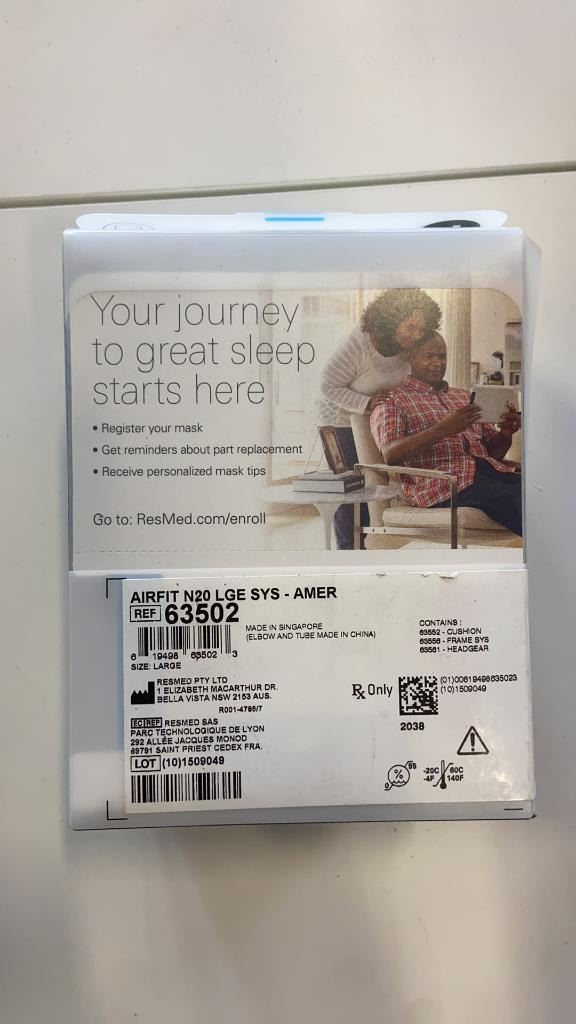 Your journey
to great sleep
starts here
• Register your mask
• Get reminders about part replacement
• Receive personalized mask tips
Go to: ResMed.com/enroll
AIRFIT N20 LGE SYS - AMER
REF 63502
MADE IN SINGAPORE
(ELBOW AND TUBE MADE IN CHINA)
CONTAINS :
63552 - CUSHION
63556 - FRAME SYS
63561 - HEADGEAR
6 19498 63502 3
SIZE: LARGE
RESMED PTY LTD
1 ELIZABETH MACARTHUR DR.
BELLA VISTA NSW 2153 AUS.
R001-4786/7
Rx Only
(01)00619498635023
(10)1509049
2038
EC REP RESMED SAS
PARC TECHNOLOGIQUE DE LYON
292 ALLÉE JACQUES MONOD
69791 SAINT PRIEST CEDEX FRA.
LOT (10)1509049
0 % 95
-20C 60C
-4F 140F